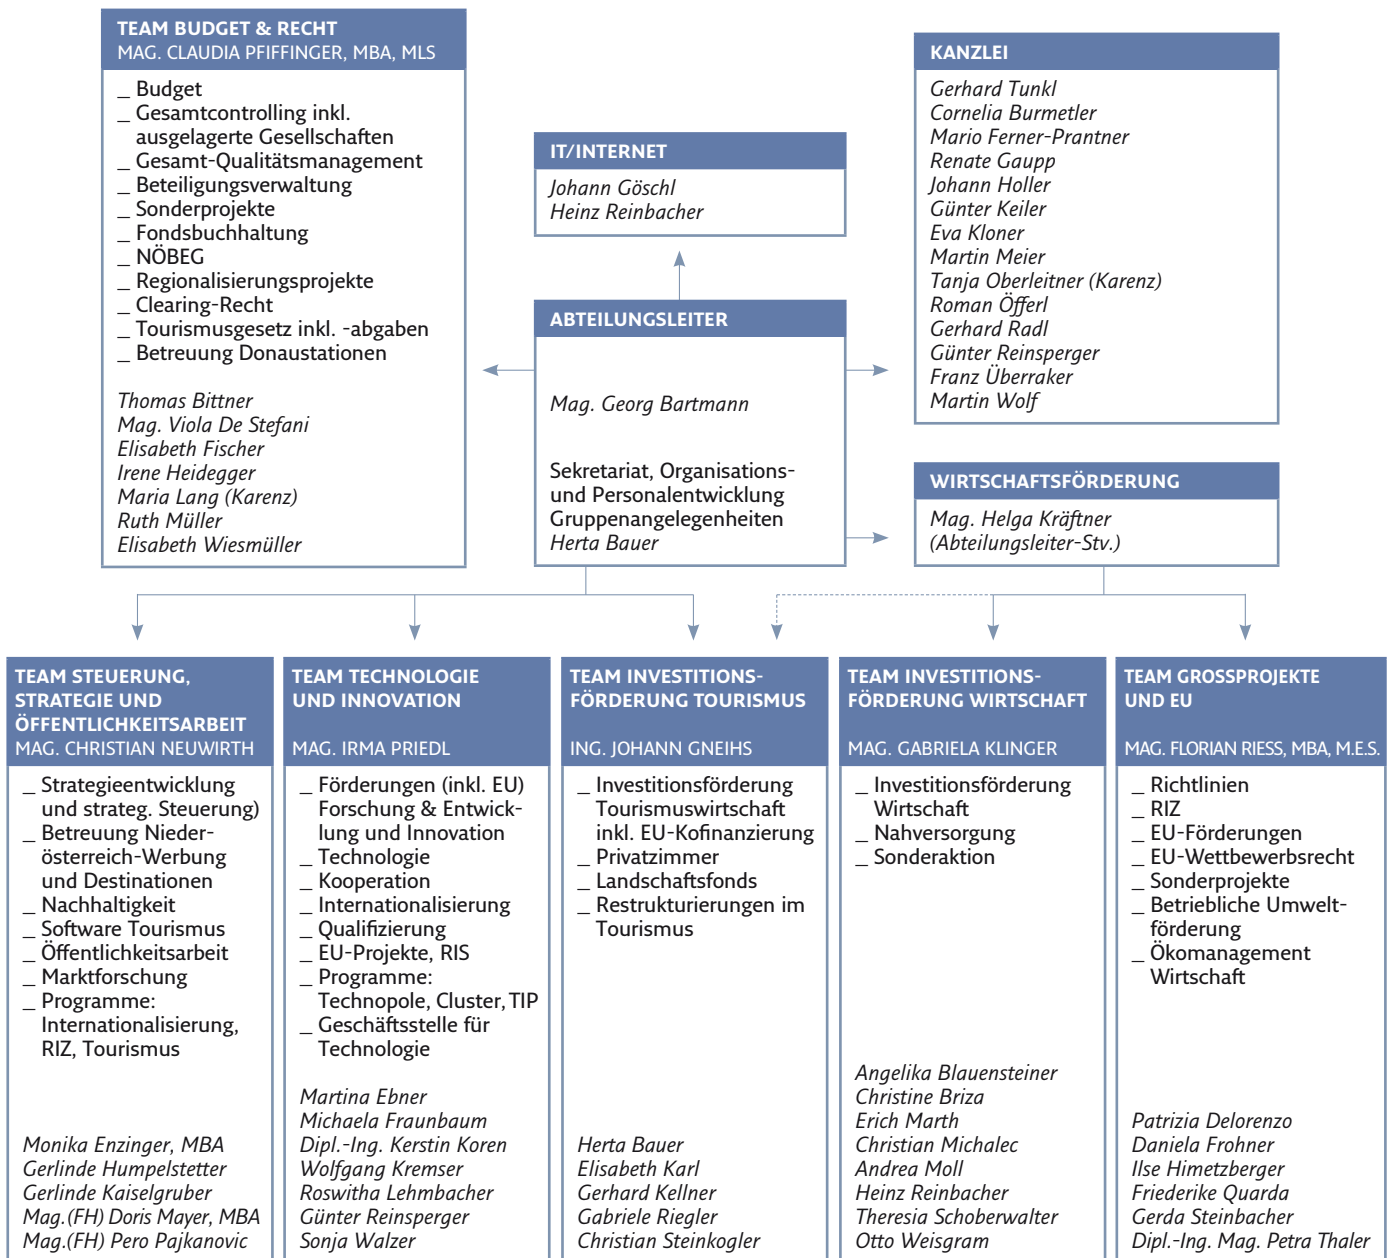 TEAM BUDGET & RECHT
MAG. CLAUDIA PFIFFINGER, MBA, MLS
_ Budget
_ Gesamtcontrolling inkl.
ausgelagerte Gesellschaften
_ Gesamt-Qualitätsmanagement
_ Beteiligungsverwaltung
_ Sonderprojekte
_ Fondsbuchhaltung
_ NÖBEG
_ Regionalisierungsprojekte
_ Clearing-Recht
_ Tourismusgesetz inkl. -abgaben
_ Betreuung Donaustationen
Thomas Bittner
Mag. Viola De Stefani
Elisabeth Fischer
Irene Heidegger
Maria Lang (Karenz)
Ruth Müller
Elisabeth Wiesmüller
IT/INTERNET
Johann Göschl
Heinz Reinbacher
ABTEILUNGSLEITER
Mag. Georg Bartmann
Sekretariat, Organisations-
und Personalentwicklung
Gruppenangelegenheiten
Herta Bauer
KANZLEI
Gerhard Tunkl
Cornelia Burmetler
Mario Ferner-Prantner
Renate Gaupp
Johann Holler
Günter Keiler
Eva Kloner
Martin Meier
Tanja Oberleitner (Karenz)
Roman Öfferl
Gerhard Radl
Günter Reinsperger
Franz Überraker
Martin Wolf
WIRTSCHAFTSFÖRDERUNG
Mag. Helga Kräftner
(Abteilungsleiter-Stv.)
TEAM STEUERUNG,
STRATEGIE UND
ÖFFENTLICHKEITSARBEIT
MAG. CHRISTIAN NEUWIRTH
_ Strategieentwicklung
und strateg. Steuerung)
_ Betreuung Nieder-
österreich-Werbung
und Destinationen
_ Nachhaltigkeit
_ Software Tourismus
_ Öffentlichkeitsarbeit
_ Marktforschung
_ Programme:
Internationalisierung,
RIZ, Tourismus
Monika Enzinger, MBA
Gerlinde Humpelstetter
Gerlinde Kaiselgruber
Mag.(FH) Doris Mayer, MBA
Mag.(FH) Pero Pajkanovic
TEAM TECHNOLOGIE
UND INNOVATION
MAG. IRMA PRIEDL
_ Förderungen (inkl. EU)
Forschung & Entwick-
lung und Innovation
_ Technologie
_ Kooperation
_ Internationalisierung
_ Qualifizierung
_ EU-Projekte, RIS
_ Programme:
Technopole, Cluster, TIP
_ Geschäftsstelle für
Technologie
Martina Ebner
Michaela Fraunbaum
Dipl.-Ing. Kerstin Koren
Wolfgang Kremser
Roswitha Lehmbacher
Günter Reinsperger
Sonja Walzer
TEAM INVESTITIONS-
FÖRDERUNG TOURISMUS
ING. JOHANN GNEIHS
_ Investitionsförderung
Tourismuswirtschaft
inkl. EU-Kofinanzierung
_ Privatzimmer
_ Landschaftsfonds
_ Restrukturierungen im
Tourismus
Herta Bauer
Elisabeth Karl
Gerhard Kellner
Gabriele Riegler
Christian Steinkogler
TEAM INVESTITIONS-
FÖRDERUNG WIRTSCHAFT
MAG. GABRIELA KLINGER
_ Investitionsförderung
Wirtschaft
_ Nahversorgung
_ Sonderaktion
Angelika Blauensteiner
Christine Briza
Erich Marth
Christian Michalec
Andrea Moll
Heinz Reinbacher
Theresia Schoberwalter
Otto Weisgram
TEAM GROSSPROJEKTE
UND EU
MAG. FLORIAN RIESS, MBA, M.E.S.
_ Richtlinien
_ RIZ
_ EU-Förderungen
_ EU-Wettbewerbsrecht
_ Sonderprojekte
_ Betriebliche Umwelt-
förderung
_ Ökomanagement
Wirtschaft
Patrizia Delorenzo
Daniela Frohner
Ilse Himetzberger
Friederike Quarda
Gerda Steinbacher
Dipl.-Ing. Mag. Petra Thaler